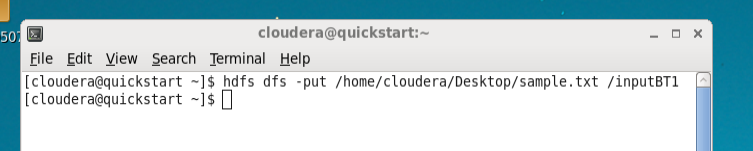 507
cloudera@quickstart:~
File Edit View Search Terminal Help
[cloudera@quickstart ~]$ hdfs dfs -put /home/cloudera/Desktop/sample.txt /inputBT1
[cloudera@quickstart ~]$